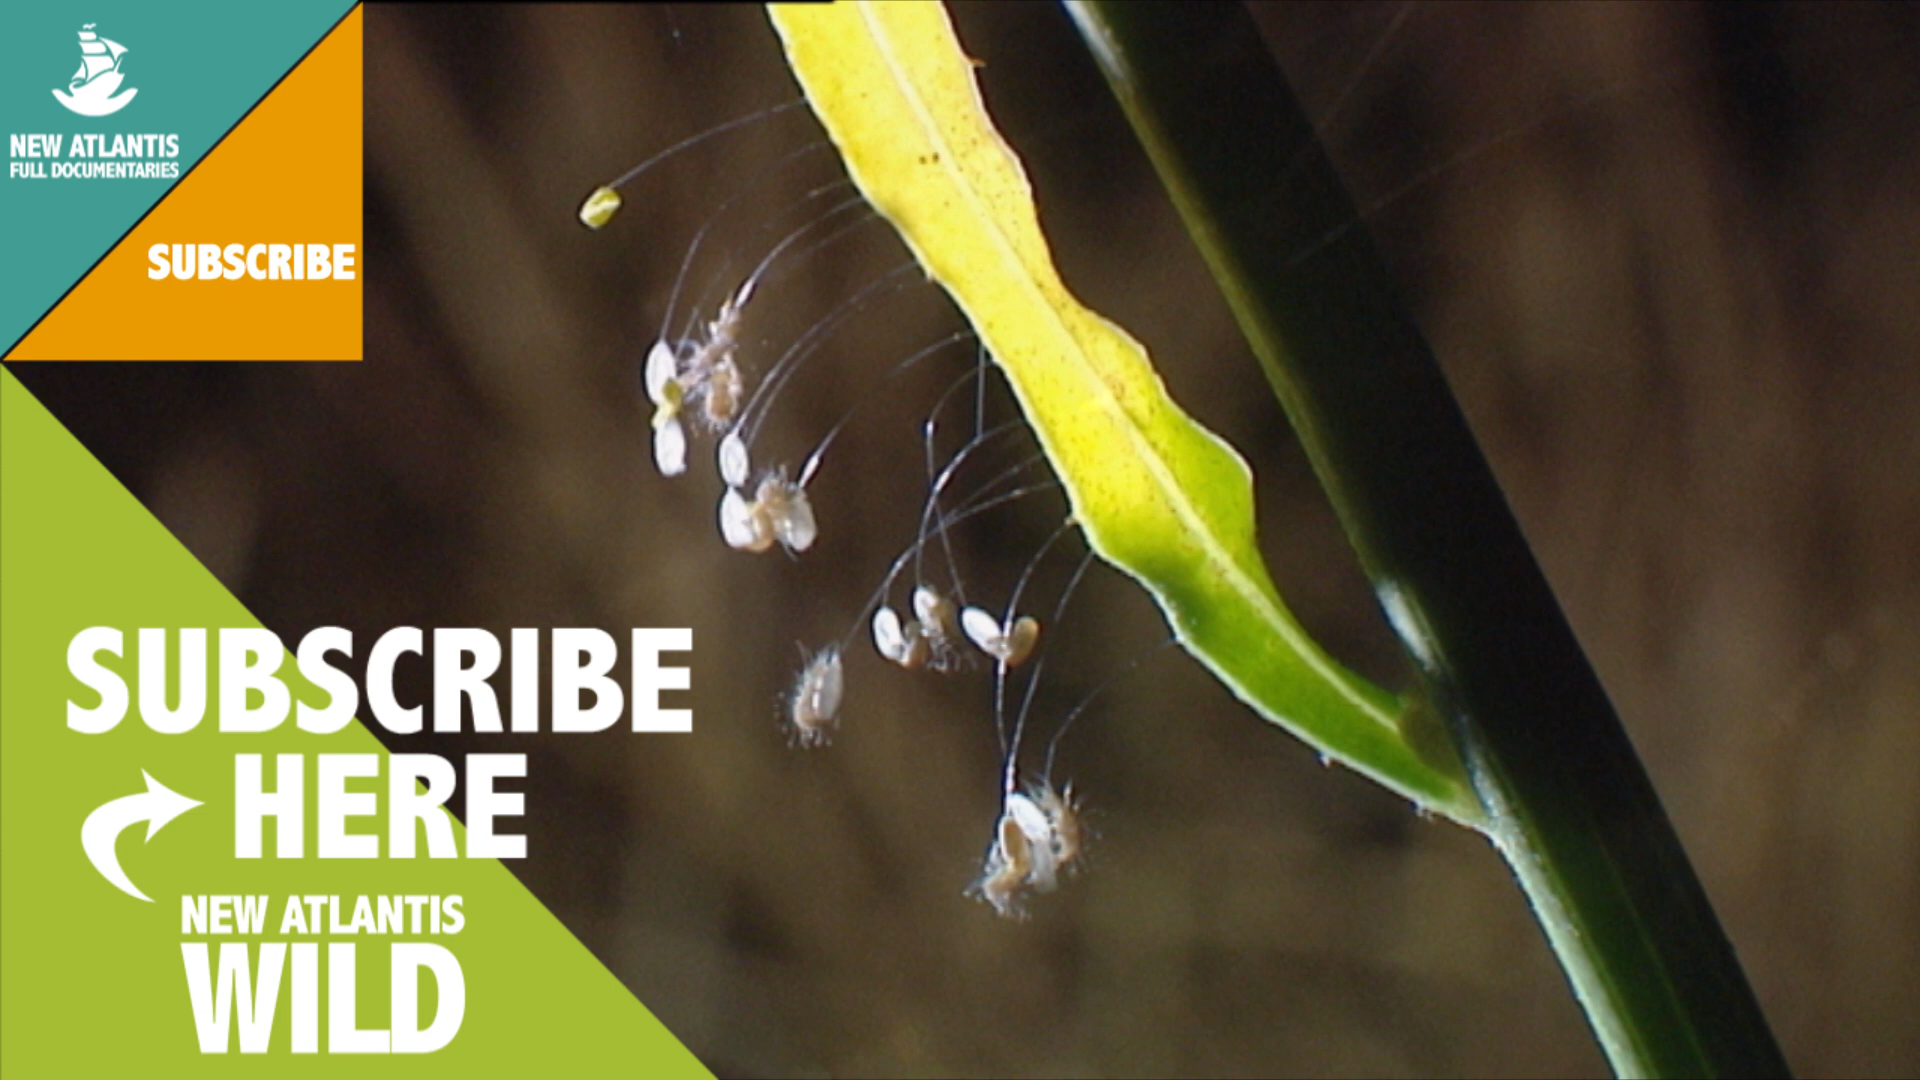 NEW ATLANTIS
FULL DOCUMENTARIES
SUBSCRIBE
SUBSCRIBE
HERE
NEW ATLANTIS
WILD